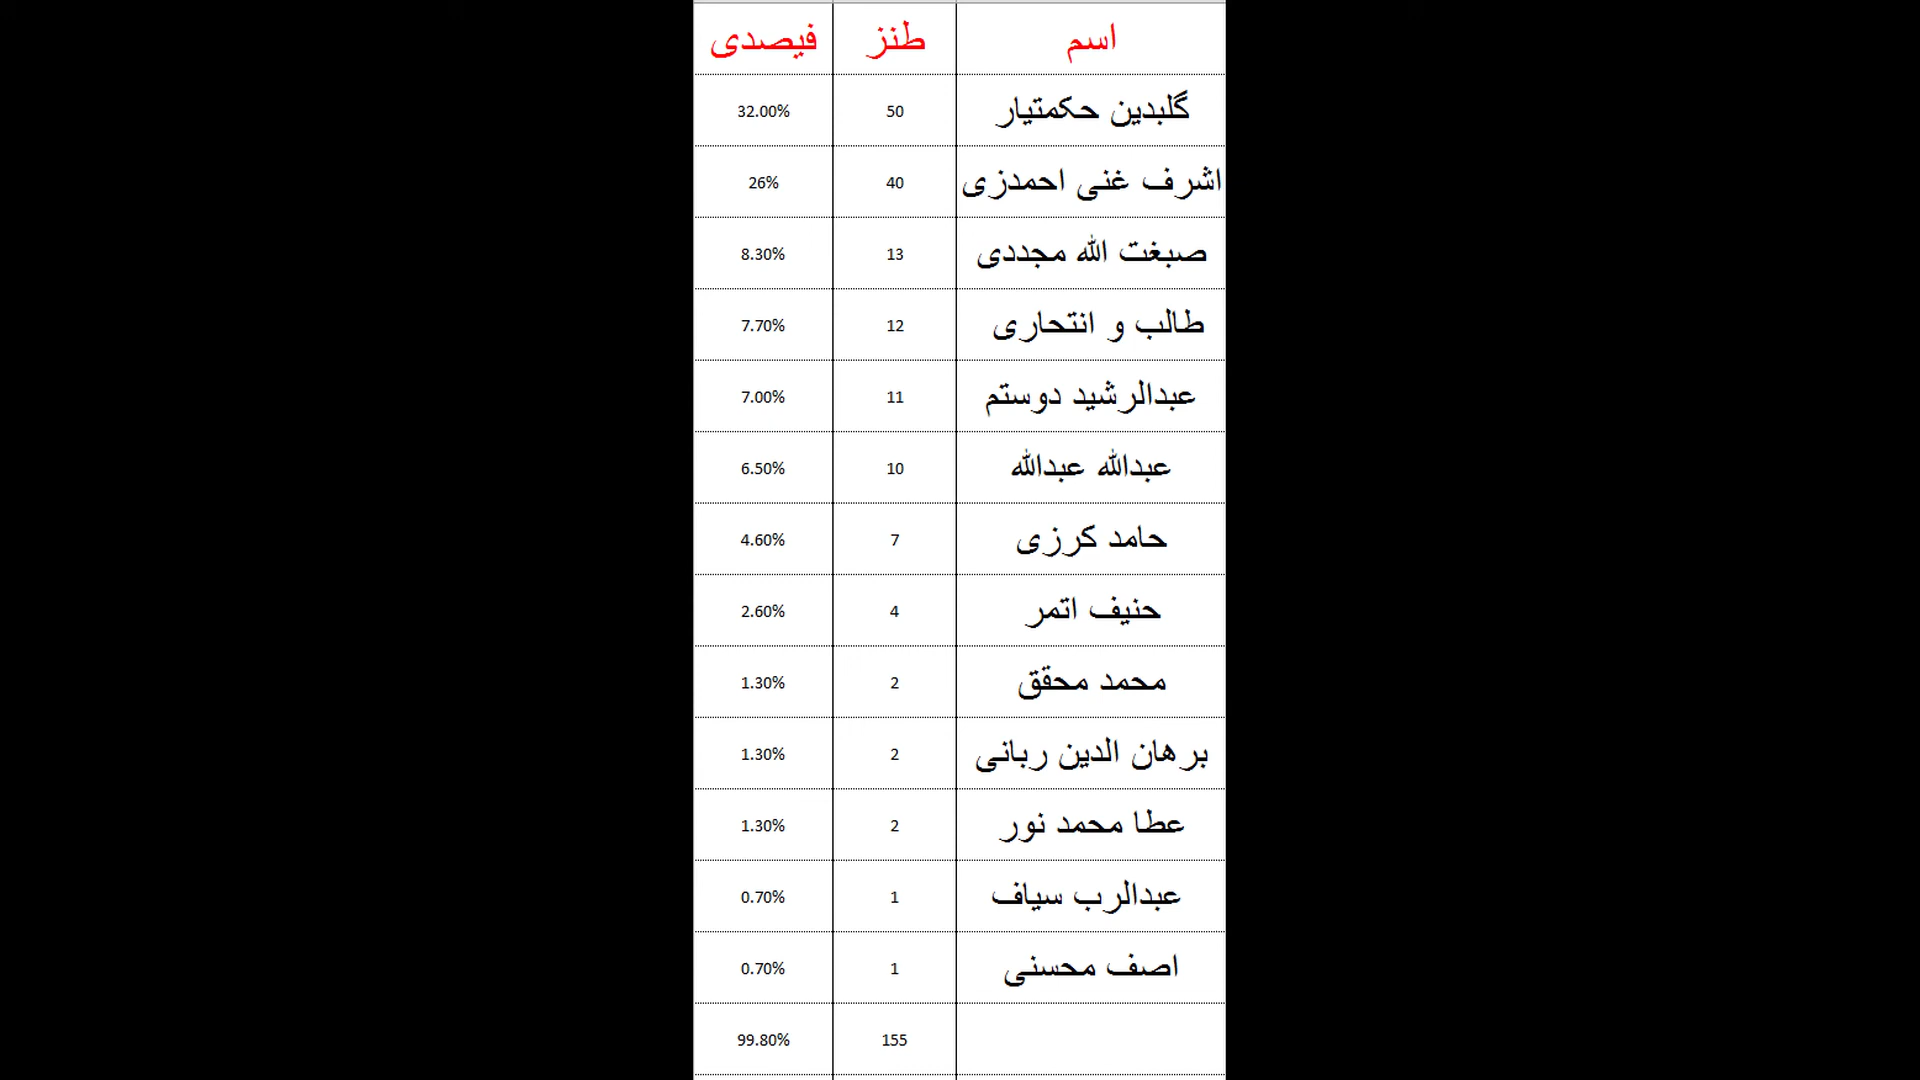 اسم طنز فیصدی
گلبدین حکمتیار 50 32.00%
اشرف غنی احمدزی 40 26%
صبغت الله مجددی 13 8.30%
طالب و انتحاری 12 7.70%
عبدالرشید دوستم 11 7.00%
عبدالله عبدالله 10 6.50%
حامد کرزی 7 4.60%
حنیف اتمر 4 2.60%
محمد محقق 2 1.30%
برهان الدین ربانی 2 1.30%
عطا محمد نور 2 1.30%
عبدالرب سیاف 1 0.70%
اصف محسنی 1 0.70%
155 99.80%